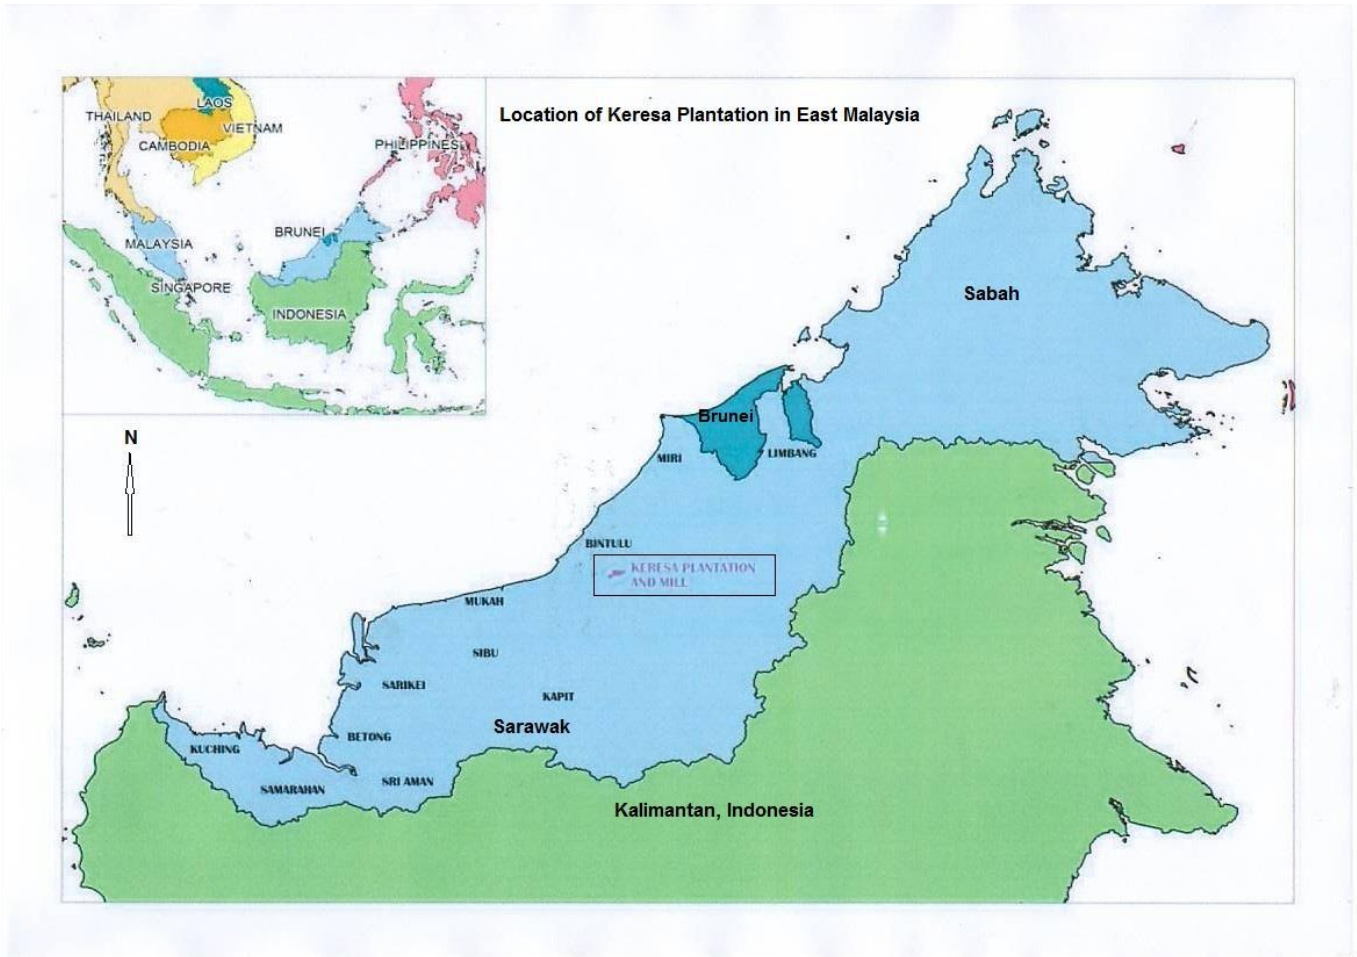 Location of Keresa Plantation in East Malaysia
LAOS
THAILAND
VIETNAM
CAMBODIA
PHILIPPINES
BRUNEI
MALAYSIA
SINGAPORE
INDONESIA
N
Sabah
Brunei
MIRI
LIMBANG
BINTULU
KERESA PLANTATION
AND MILL
MUKAH
SIBU
SARIKEI
KAPIT
Sarawak
BETONG
KUCHING
SRI AMAN
SAMARAHAN
Kalimantan, Indonesia